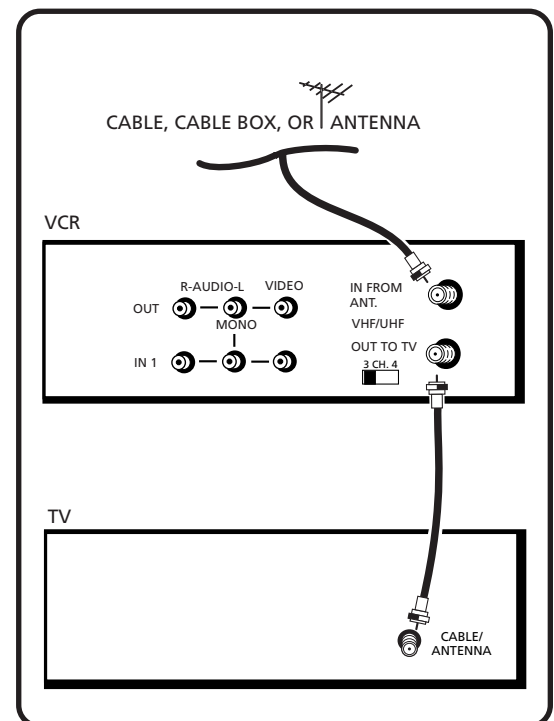 CABLE, CABLE BOX, OR ANTENNA
VCR
R-AUDIO-L VIDEO
OUT
MONO
IN 1
IN FROM
ANT.
VHF/UHF
OUT TO TV
3 CH. 4
TV
CABLE/
ANTENNA